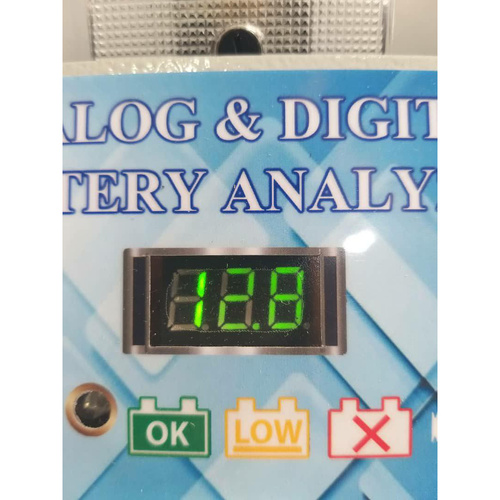 ALOG & DIGIT
TERY ANALY
12.8
OK LOW